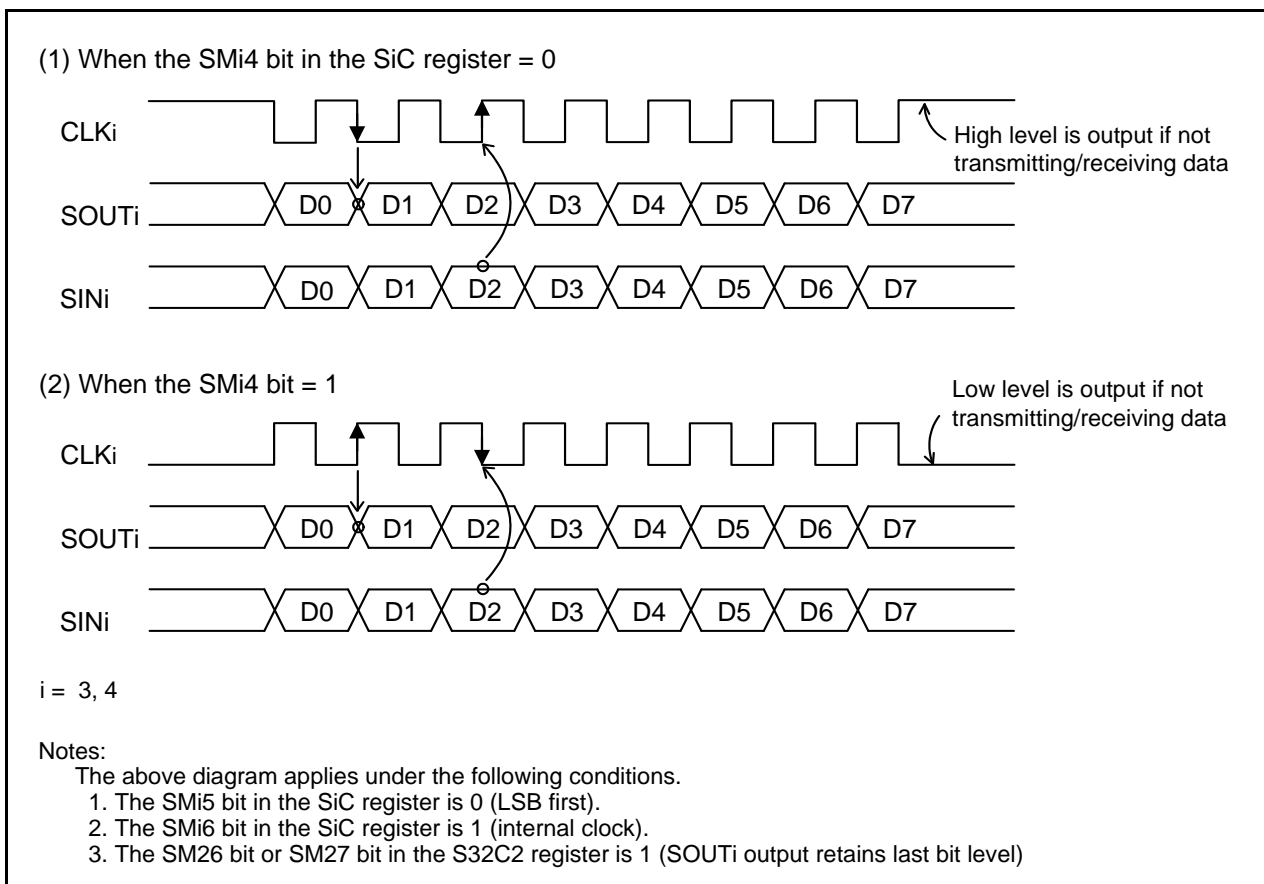 (1) When the SMi4 bit in the SiC register = 0
CLKi
High level is output if not
transmitting/receiving data
SOUTi
D0 D1 D2 D3 D4 D5 D6 D7
SINi
D0 D1 D2 D3 D4 D5 D6 D7
(2) When the SMi4 bit = 1
Low level is output if not
transmitting/receiving data
CLKi
SOUTi
D0 D1 D2 D3 D4 D5 D6 D7
SINi
D0 D1 D2 D3 D4 D5 D6 D7
i = 3, 4
Notes:
The above diagram applies under the following conditions.
1. The SMi5 bit in the SiC register is 0 (LSB first).
2. The SMi6 bit in the SiC register is 1 (internal clock).
3. The SM26 bit or SM27 bit in the S32C2 register is 1 (SOUTi output retains last bit level)